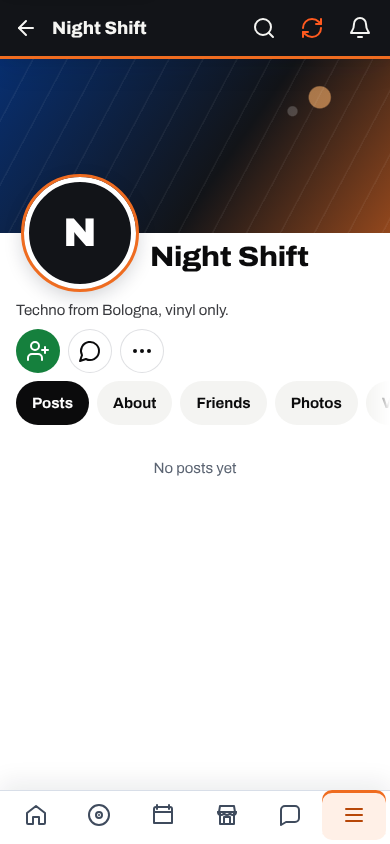 Night Shift
N
Night Shift
Techno from Bologna, vinyl only.
Posts
About
Friends
Photos
No posts yet